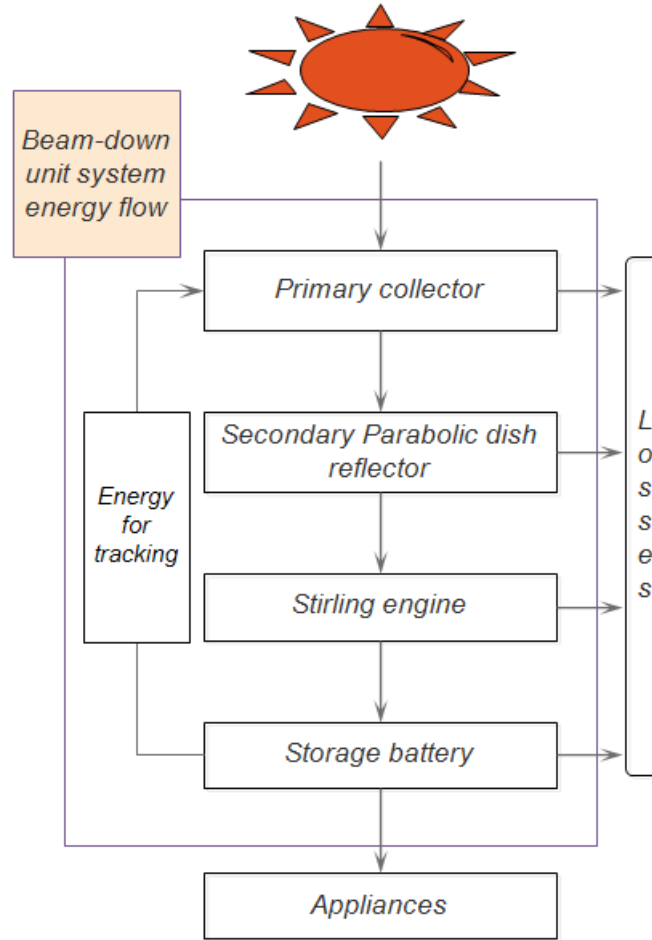 Beam-down
unit system
energy flow
Primary collector
Secondary Parabolic dish
reflector
Energy
for
tracking
Stirling engine
Storage battery
Appliances
L
o
s
s
e
s